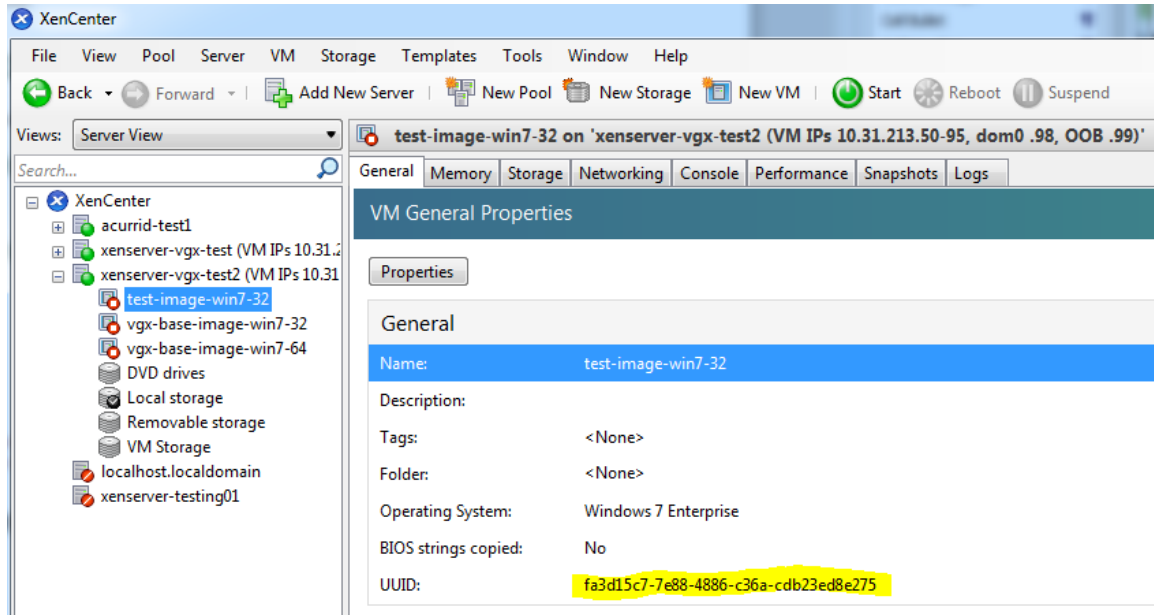 XenCenter
File View Pool Server VM Storage Templates Tools Window Help
Back Forward Add New Server New Pool New Storage New VM Start Reboot Suspend
Views: Server View
test-image-win7-32 on 'xenserver-vgx-test2 (VM IPs 10.31.213.50-95, dom0 .98, OOB .99)'
Search...
General Memory Storage Networking Console Performance Snapshots Logs
XenCenter
acurrid-test1
xenserver-vgx-test (VM IPs 10.31.2
xenserver-vgx-test2 (VM IPs 10.31
test-image-win7-32
vgx-base-image-win7-32
vgx-base-image-win7-64
DVD drives
Local storage
Removable storage
VM Storage
localhost.localdomain
xenserver-testing01
VM General Properties
Properties
General
Name: test-image-win7-32
Description:
Tags: <None>
Folder: <None>
Operating System: Windows 7 Enterprise
BIOS strings copied: No
UUID: fa3d15c7-7e88-4886-c36a-cdb23ed8e275